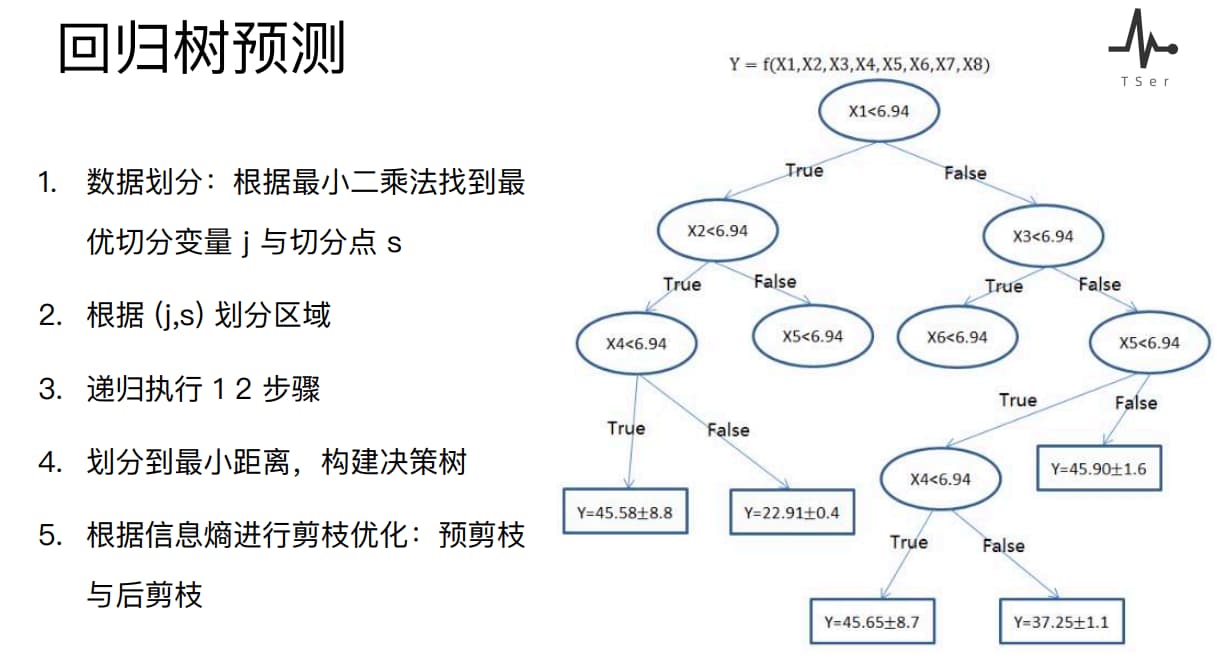 回归树预测
1. 数据划分：根据最小二乘法找到最
优切分变量 j 与切分点 s
2. 根据 (j,s) 划分区域
3. 递归执行 1 2 步骤
4. 划分到最小距离，构建决策树
5. 根据信息熵进行剪枝优化：预剪枝
与后剪枝
TSer
Y = f(X1,X2,X3,X4,X5,X6,X7,X8)
X1<6.94
True
False
X2<6.94
X3<6.94
True
False
True
False
X4<6.94
X5<6.94
X6<6.94
X5<6.94
True
False
True
False
Y=45.58±8.8
Y=22.91±0.4
X4<6.94
Y=45.90±1.6
True
False
Y=45.65±8.7
Y=37.25±1.1